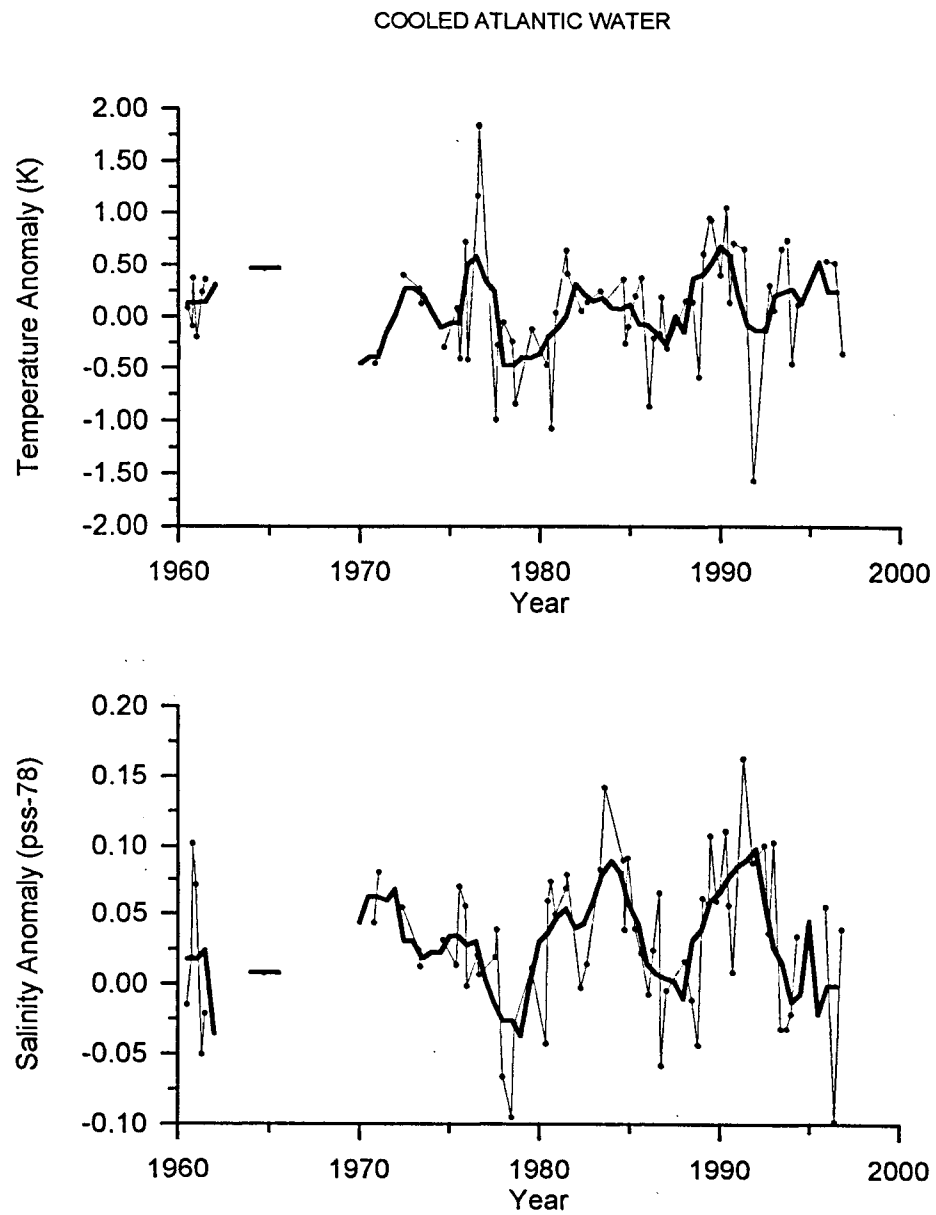 COOLED ATLANTIC WATER
Temperature Anomaly (K)
2.00
1.50
1.00
0.50
0.00
-0.50
-1.00
-1.50
-2.00
1960 1970 1980 1990 2000
Year
Salinity Anomaly (pss-78)
0.20
0.15
0.10
0.05
0.00
-0.05
-0.10
1960 1970 1980 1990 2000
Year